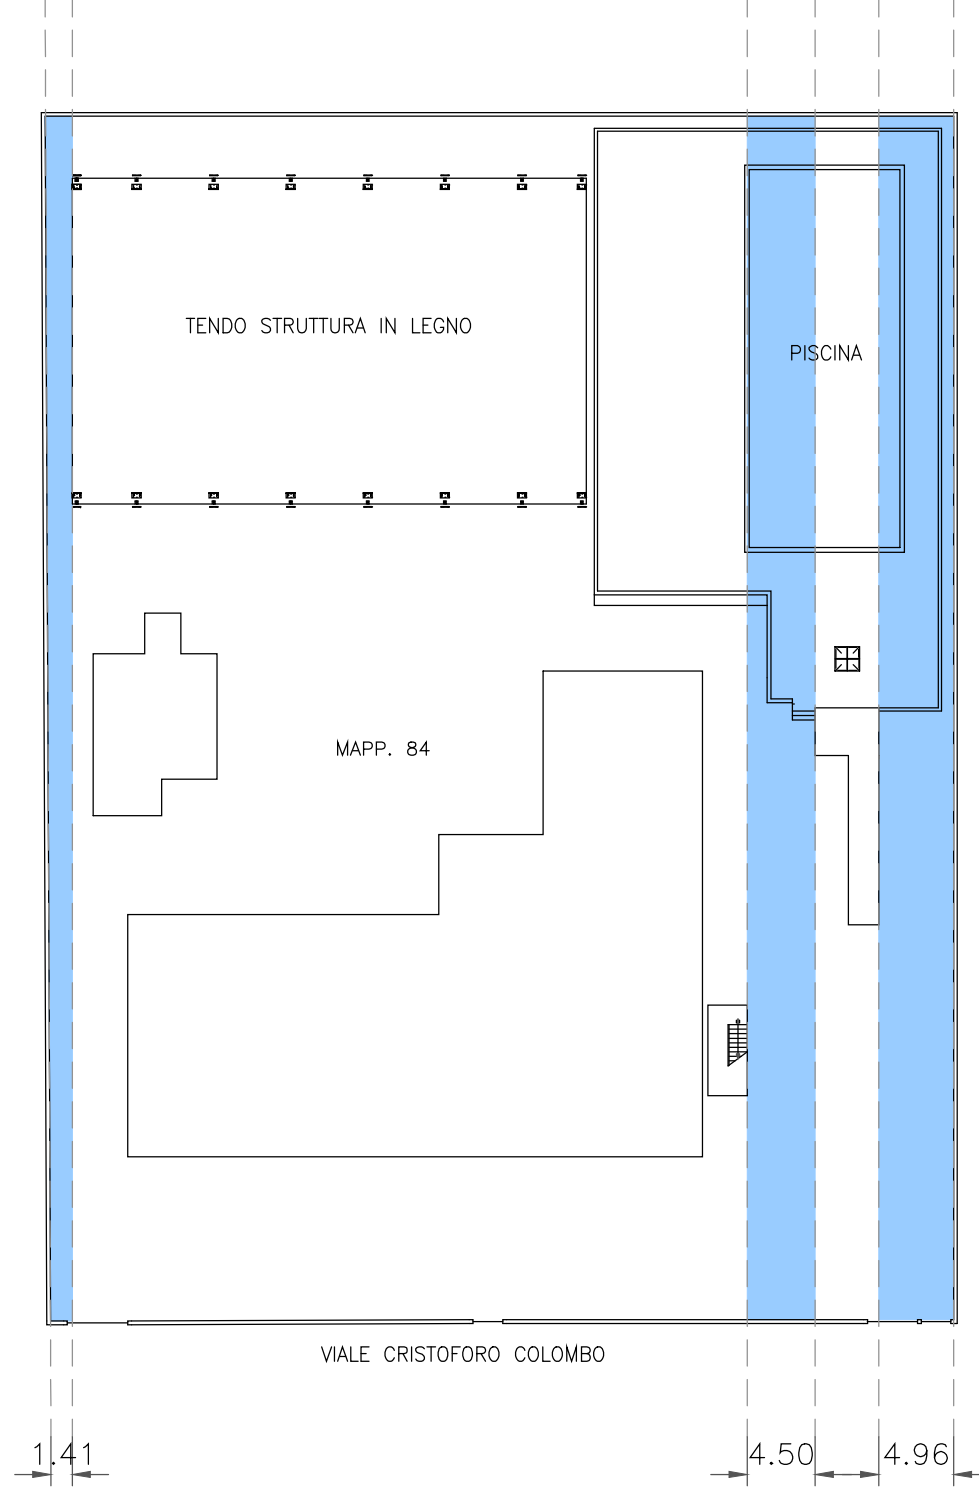 TENDO STRUTTURA IN LEGNO
PISCINA
MAPP. 84
VIALE CRISTOFORO COLOMBO
1.41
4.50
4.96